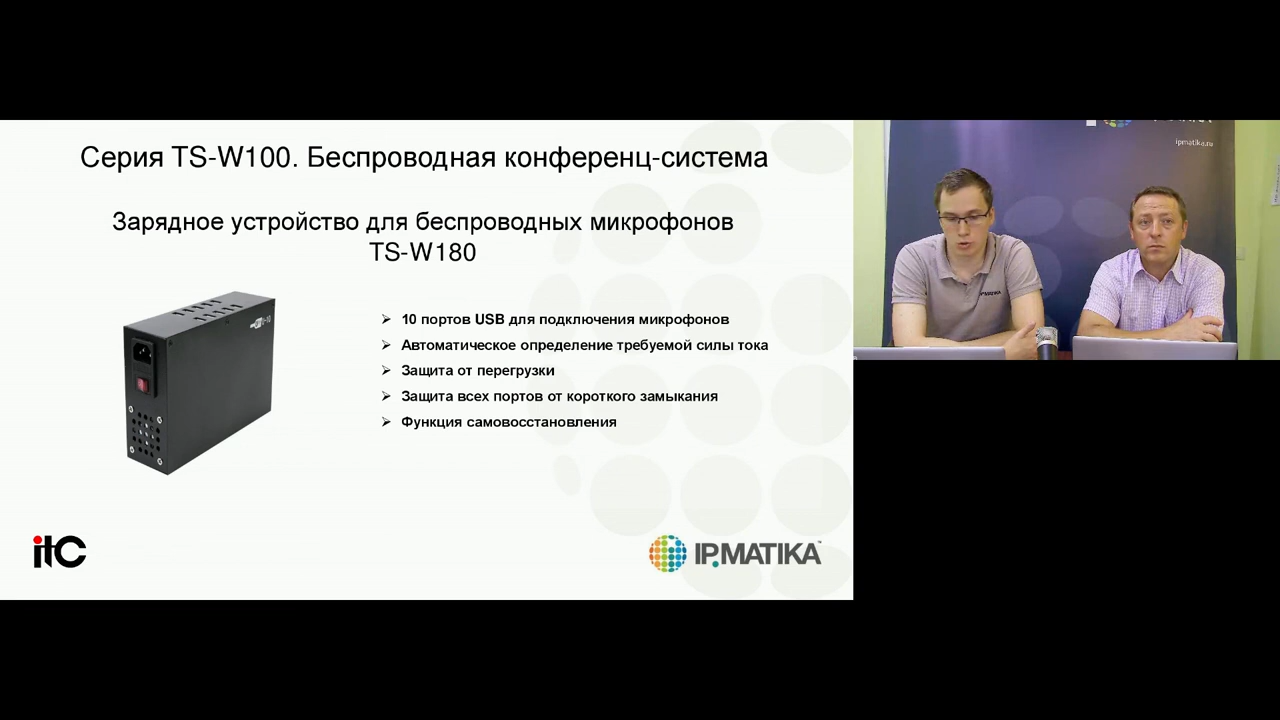 Серия TS-W100. Беспроводная конференц-система
Зарядное устройство для беспроводных микрофонов
TS-W180
10 портов USB для подключения микрофонов
Автоматическое определение требуемой силы тока
Защита от перегрузки
Защита всех портов от короткого замыкания
Функция самовосстановления
itC
IP.MATIKA™
ipmatika.ru
IPMATIKA